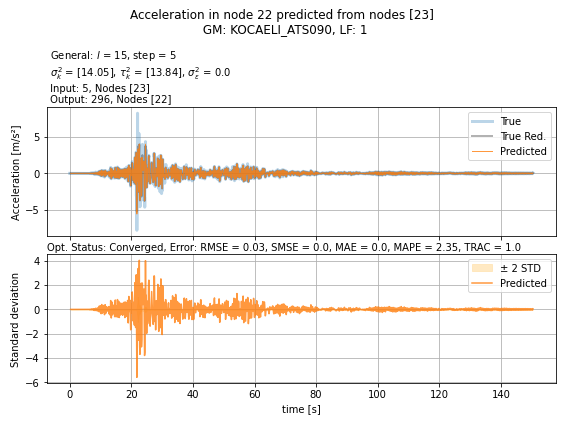 Acceleration in node 22 predicted from nodes [23]
GM: KOCAELI_ATS090, LF: 1
General: l = 15, step = 5
σ²ₖ = [14.05], τ²ₖ = [13.84], σ²ε = 0.0
Input: 5, Nodes [23]
Output: 296, Nodes [22]
Acceleration [m/s²]
5
0
−5
True
True Red.
Predicted
Opt. Status: Converged, Error: RMSE = 0.03, SMSE = 0.0, MAE = 0.0, MAPE = 2.35, TRAC = 1.0
Standard deviation
4
2
0
−2
−4
−6
± 2 STD
Predicted
0 20 40 60 80 100 120 140
time [s]